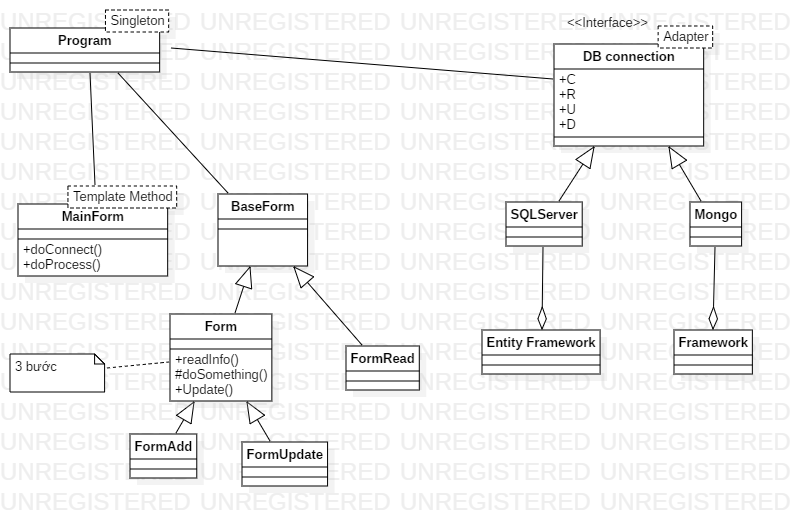 UNREGISTERED UNREGISTERED UNREGISTERED UNREGISTERED
Singleton
Program
<<Interface>>
Adapter
DB connection
+C
+R
+U
+D
Template Method
MainForm
+doConnect()
+doProcess()
BaseForm
SQLServer
Mongo
Form
+readInfo()
#doSomething()
+Update()
3 bước
FormRead
Entity Framework
Framework
FormAdd
FormUpdate